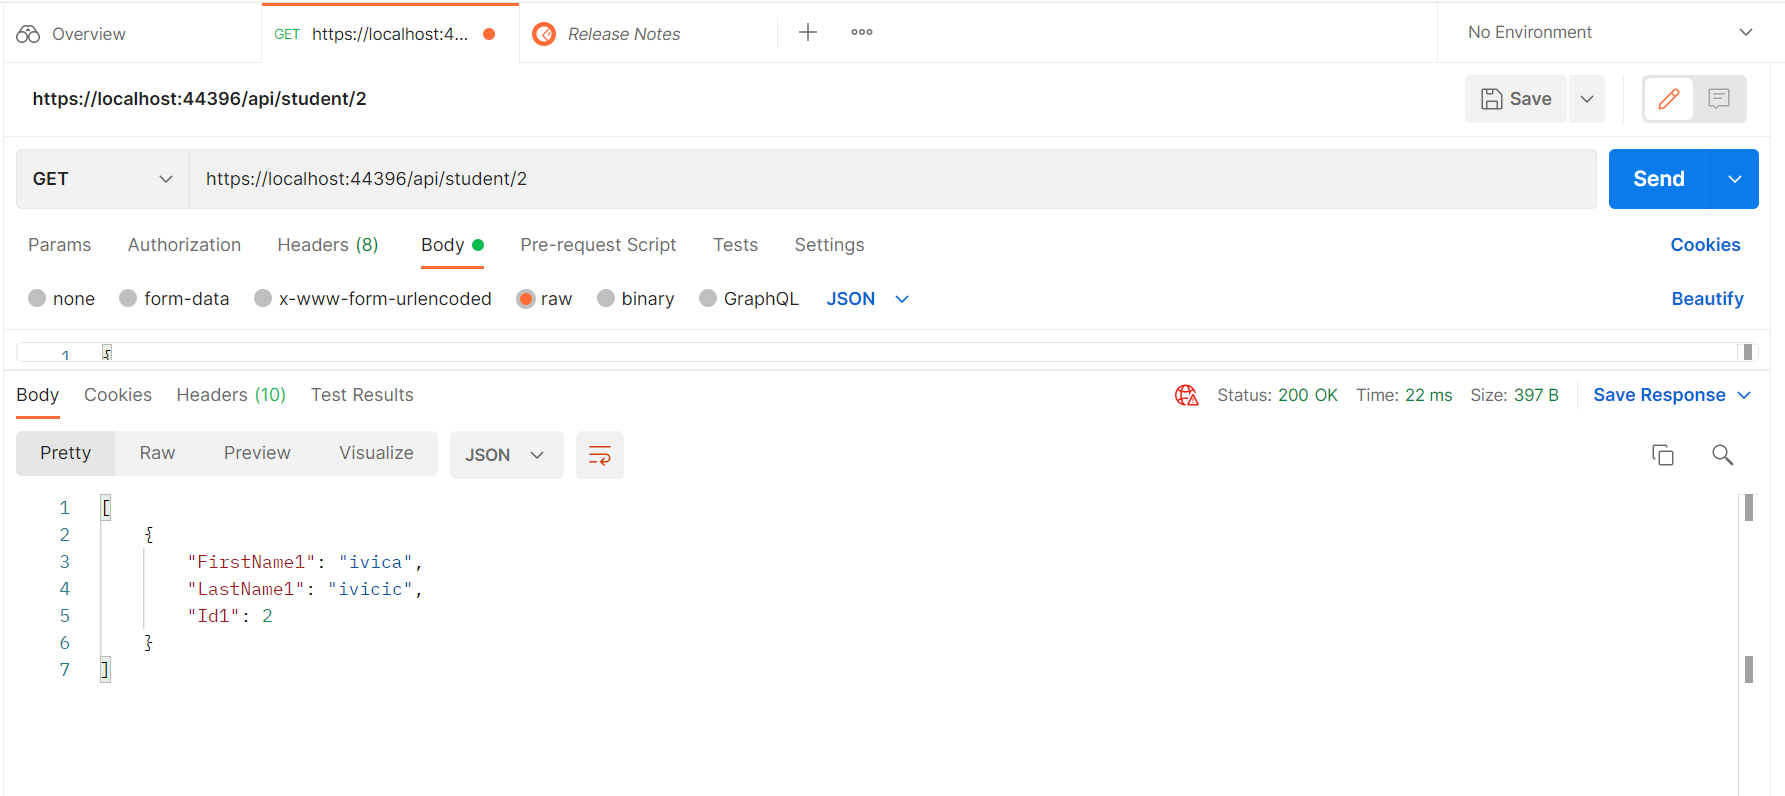 Overview
GET https://localhost:4...
Release Notes
No Environment
https://localhost:44396/api/student/2
Save
GET
https://localhost:44396/api/student/2
Send
Params Authorization Headers (8) Body Pre-request Script Tests Settings Cookies
none form-data x-www-form-urlencoded raw binary GraphQL JSON Beautify
1 {
Body Cookies Headers (10) Test Results Status: 200 OK Time: 22 ms Size: 397 B Save Response
Pretty Raw Preview Visualize JSON
1 [
2 {
3 "FirstName1": "ivica",
4 "LastName1": "ivicic",
5 "Id1": 2
6 }
7 ]